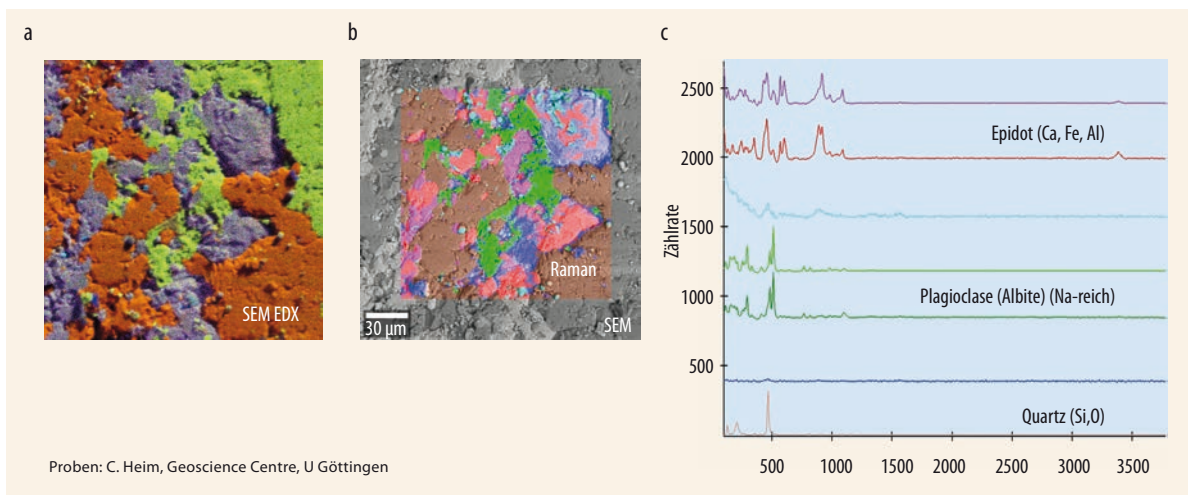 a
SEM EDX
b
Raman
30 µm
SEM
c
Zählrate
2500
2000
1500
1000
500
Epidot (Ca, Fe, Al)
Plagioclase (Albite) (Na-reich)
Quartz (Si,O)
500 1000 1500 2000 2500 3000 3500
Proben: C. Heim, Geoscience Centre, U Göttingen